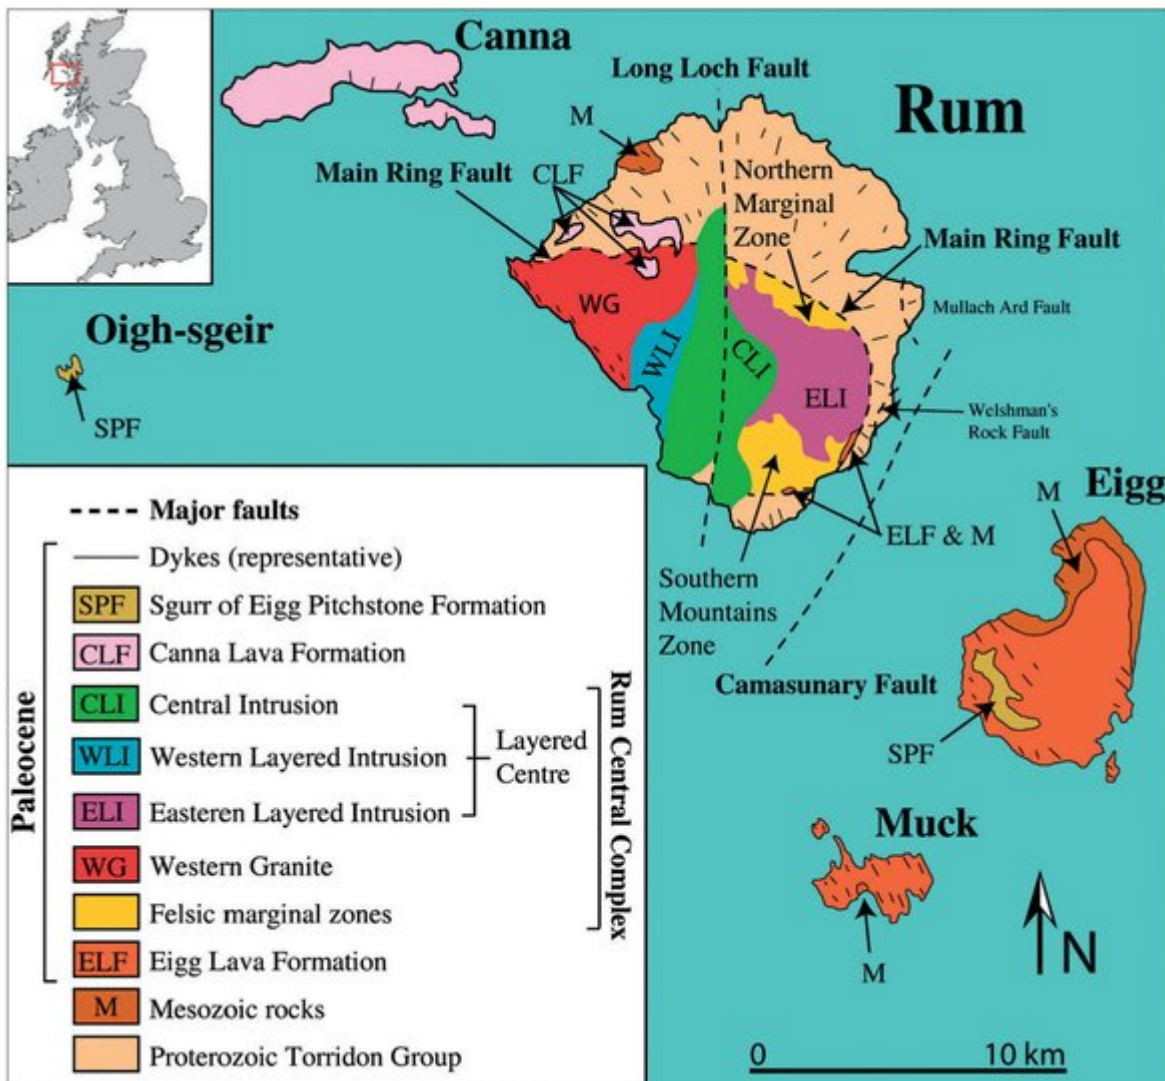 Canna
Long Loch Fault
Rum
M
Main Ring Fault
CLF
Northern
Marginal
Zone
Main Ring Fault
WG
Mullach Ard Fault
Oigh-sgeir
WLI
CLI
ELI
SPF
Welshman's
Rock Fault
Eigg
M
ELF & M
Southern
Mountains
Zone
Camasunary Fault
SPF
Muck
M
N
0 10 km
Major faults
Paleocene
Dykes (representative)
SPF Sgurr of Eigg Pitchstone Formation
CLF Canna Lava Formation
CLI Central Intrusion
WLI Western Layered Intrusion
ELI Easteren Layered Intrusion
Layered
Centre
Rum Central Complex
WG Western Granite
Felsic marginal zones
ELF Eigg Lava Formation
M Mesozoic rocks
Proterozoic Torridon Group